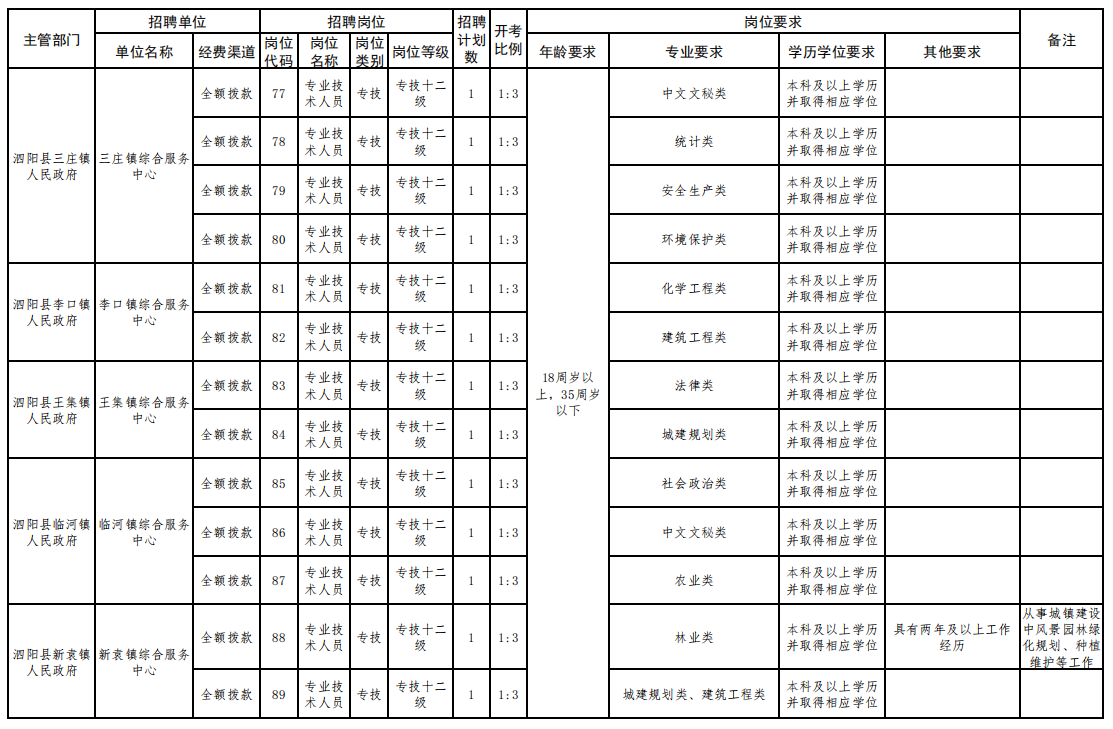 主管部门 招聘单位 招聘岗位 招聘计划数 开考比例 岗位要求 备注
单位名称 经费渠道 岗位代码 岗位名称 岗位类别 岗位等级 年龄要求 专业要求 学历学位要求 其他要求
泗阳县三庄镇人民政府 三庄镇综合服务中心 全额拨款 77 专业技术人员 专技 专技十二级 1 1:3 18周岁以上，35周岁以下 中文文秘类 本科及以上学历并取得相应学位
全额拨款 78 专业技术人员 专技 专技十二级 1 1:3 统计类 本科及以上学历并取得相应学位
全额拨款 79 专业技术人员 专技 专技十二级 1 1:3 安全生产类 本科及以上学历并取得相应学位
全额拨款 80 专业技术人员 专技 专技十二级 1 1:3 环境保护类 本科及以上学历并取得相应学位
泗阳县李口镇人民政府 李口镇综合服务中心 全额拨款 81 专业技术人员 专技 专技十二级 1 1:3 化学工程类 本科及以上学历并取得相应学位
全额拨款 82 专业技术人员 专技 专技十二级 1 1:3 建筑工程类 本科及以上学历并取得相应学位
泗阳县王集镇人民政府 王集镇综合服务中心 全额拨款 83 专业技术人员 专技 专技十二级 1 1:3 法律类 本科及以上学历并取得相应学位
全额拨款 84 专业技术人员 专技 专技十二级 1 1:3 城建规划类 本科及以上学历并取得相应学位
泗阳县临河镇人民政府 临河镇综合服务中心 全额拨款 85 专业技术人员 专技 专技十二级 1 1:3 社会政治类 本科及以上学历并取得相应学位
全额拨款 86 专业技术人员 专技 专技十二级 1 1:3 中文文秘类 本科及以上学历并取得相应学位
全额拨款 87 专业技术人员 专技 专技十二级 1 1:3 农业类 本科及以上学历并取得相应学位
泗阳县新袁镇人民政府 新袁镇综合服务中心 全额拨款 88 专业技术人员 专技 专技十二级 1 1:3 林业类 本科及以上学历并取得相应学位 具有两年及以上工作经历 从事城镇建设中风景园林绿化规划、种植维护等工作
全额拨款 89 专业技术人员 专技 专技十二级 1 1:3 城建规划类、建筑工程类 本科及以上学历并取得相应学位